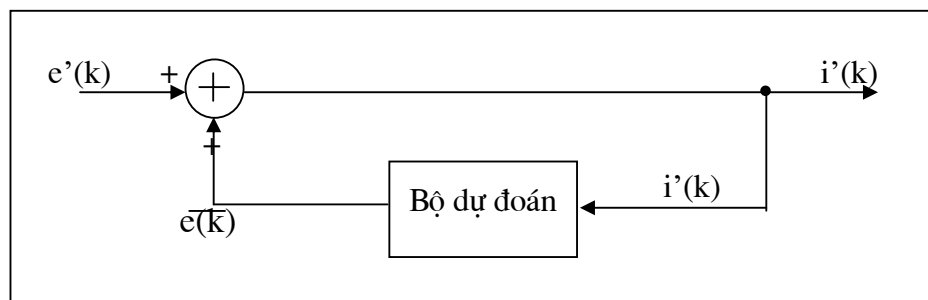 e’(k)
+
+
i’(k)
+
Bộ dự đoán
i’(k)
e̅(̅k̅)